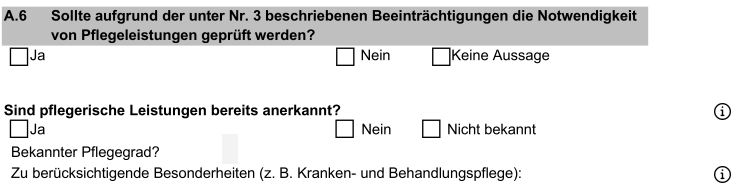 A.6 Sollte aufgrund der unter Nr. 3 beschriebenen Beeinträchtigungen die Notwendigkeit
von Pflegeleistungen geprüft werden?
Ja Nein Keine Aussage
Sind pflegerische Leistungen bereits anerkannt?
Ja Nein Nicht bekannt
Bekannter Pflegegrad?
Zu berücksichtigende Besonderheiten (z. B. Kranken- und Behandlungspflege):